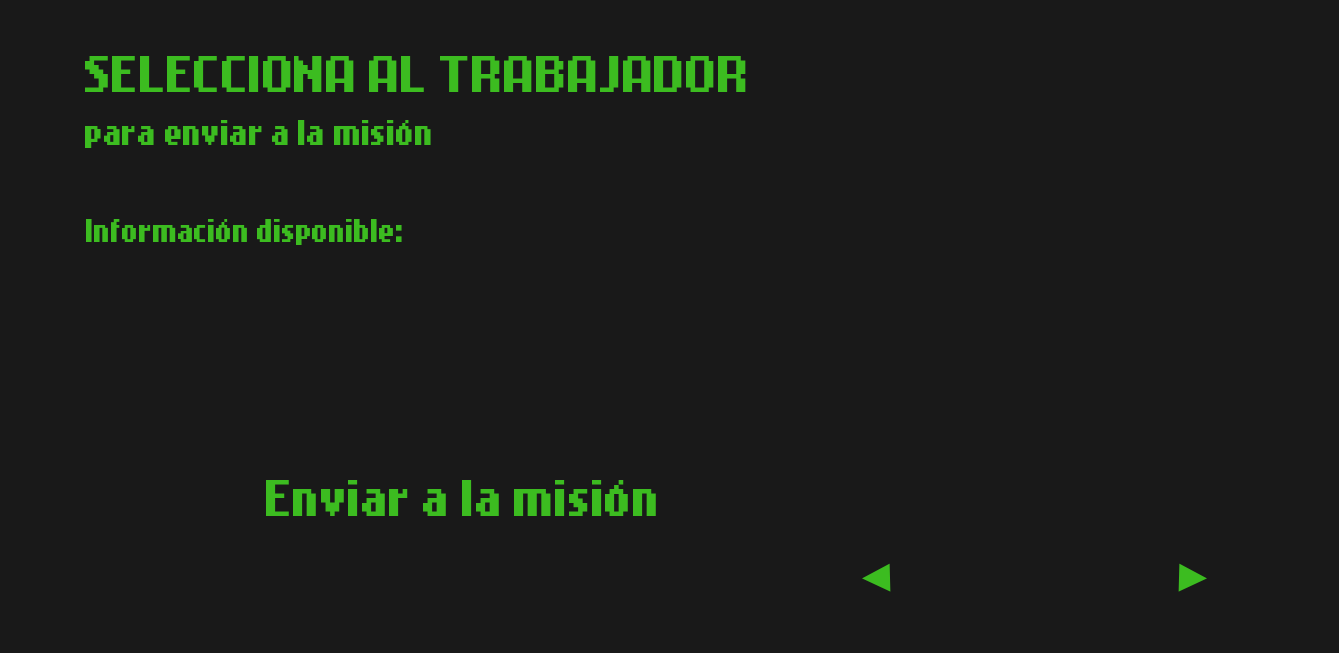 SELECCIONA AL TRABAJADOR
para enviar a la misión
Información disponible:
Enviar a la misión